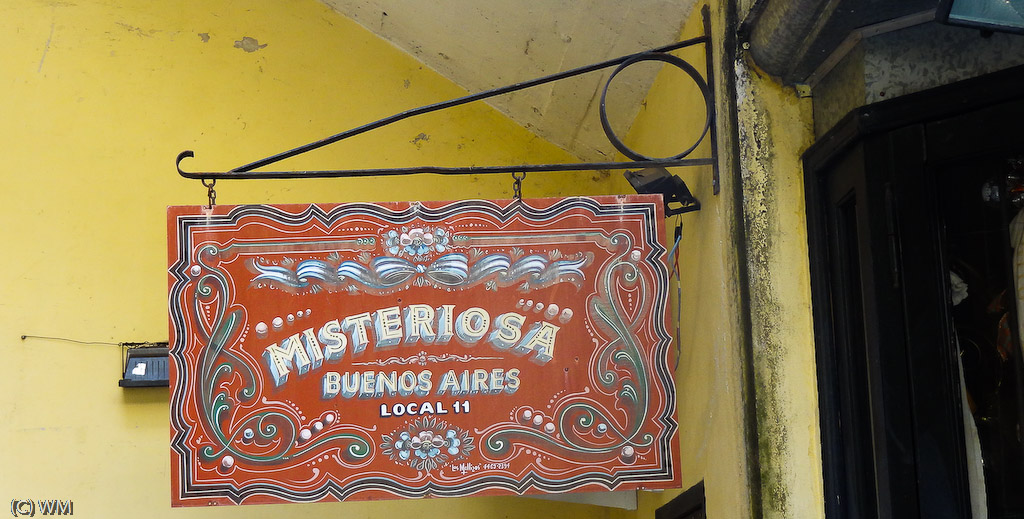 MISTERIOSA
BUENOS AIRES
LOCAL 11
(C) WM